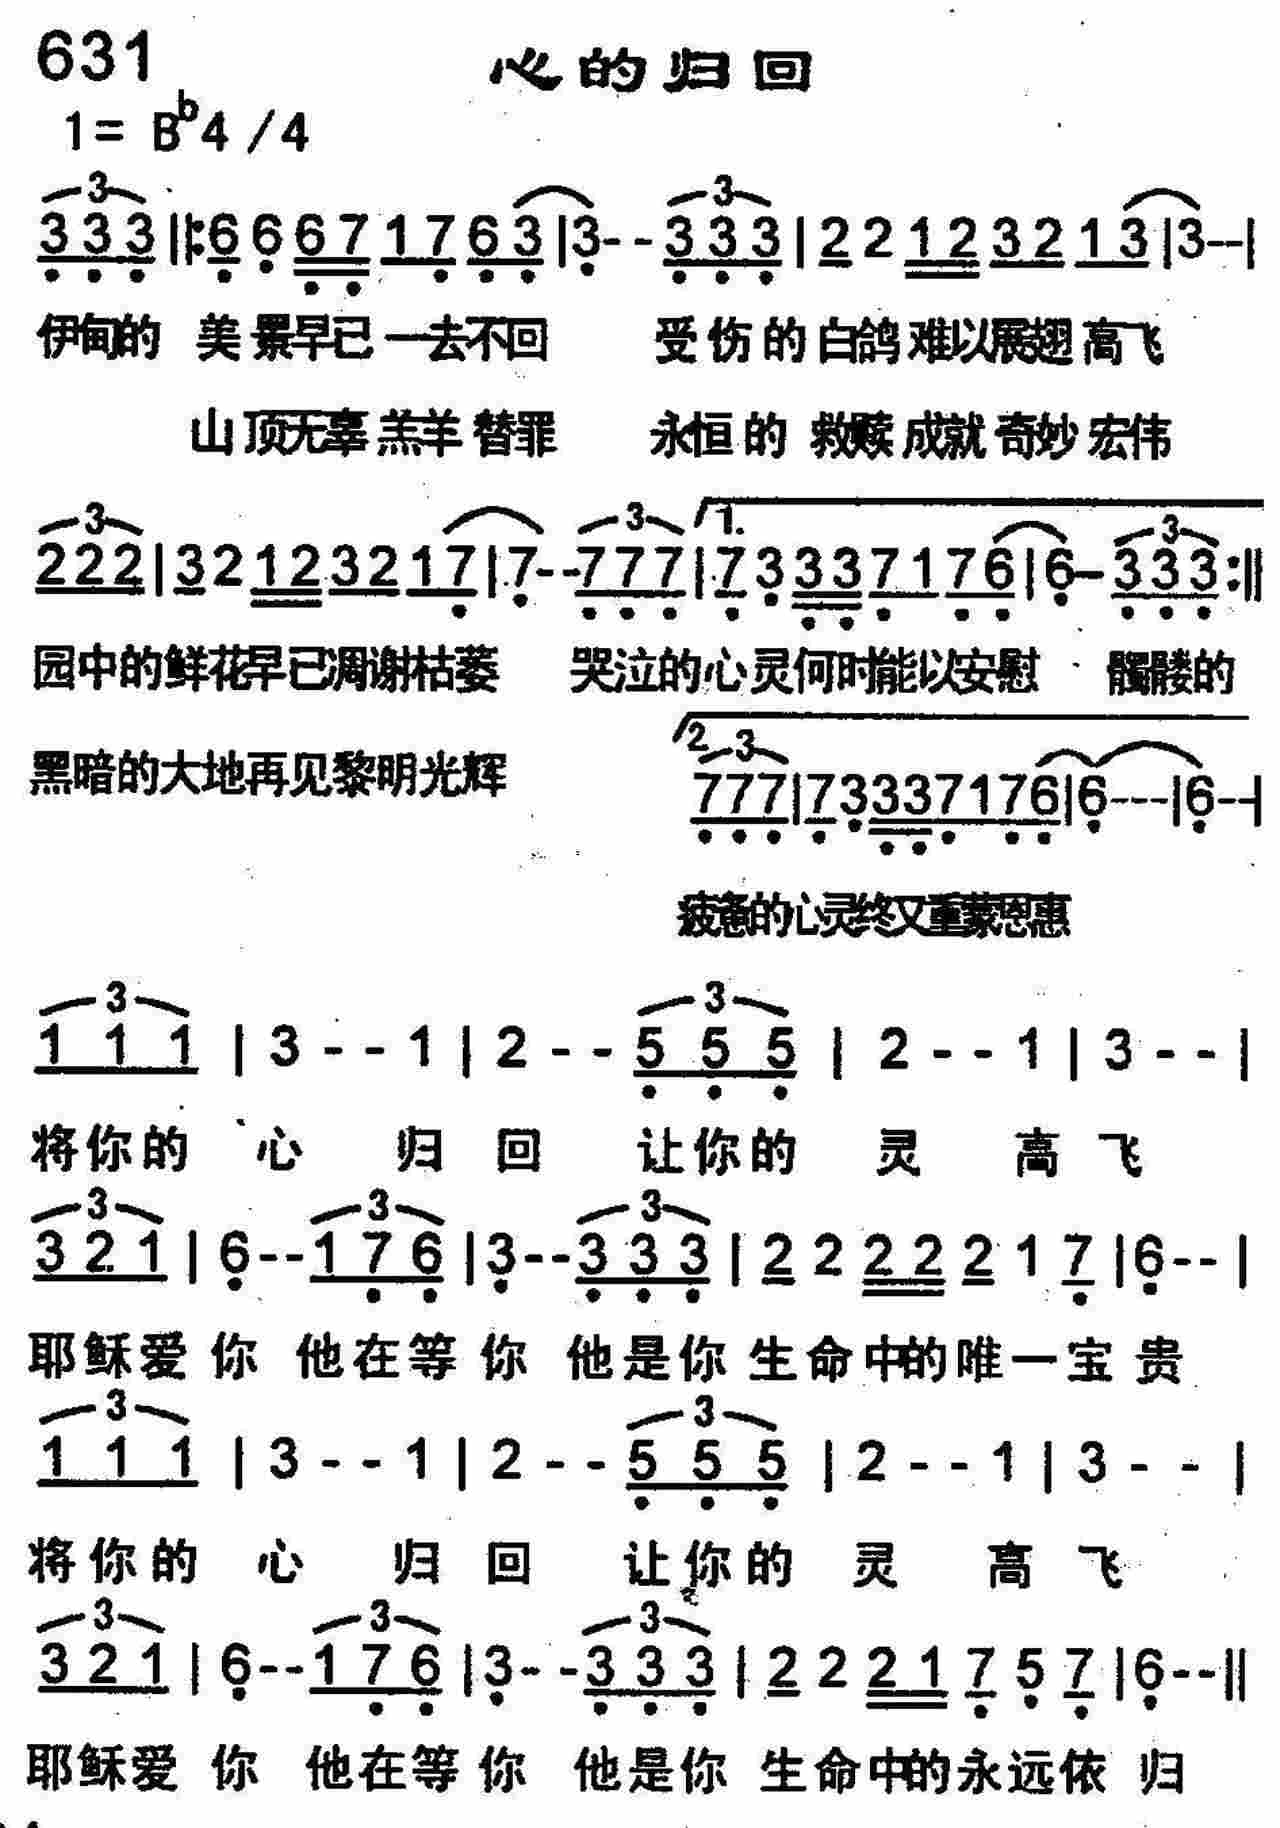 631
心的归回
1= B♭4/4
3 3 3 ‖: 6 6 6 7 1 7 6 3 | 3 - - 3 3 3 | 2 2 1 2 3 2 1 3 | 3 - - |
伊甸的 美景早已一去不回 受伤的白鸽难以展翅高飞
山顶无辜羔羊替罪 永恒的救赎成就奇妙宏伟
2 2 2 | 3 2 1 2 3 2 1 7 | 7 - - 7 7 7 | 1. 7 3 3 3 7 1 7 6 | 6 - 3 3 3 :‖
园中的鲜花早已凋谢枯萎 哭泣的心灵何时能以安慰 髑髅的
黑暗的大地再见黎明光辉
2. 7 7 7 | 7 3 3 3 7 1 7 6 | 6 - - - | 6 - - |
疲惫的心灵终又重蒙恩惠
1 1 1 | 3 - - 1 | 2 - - 5 5 5 | 2 - - 1 | 3 - - |
将你的 心 归 回 让你的 灵 高 飞
3 2 1 | 6 - - 1 7 6 | 3 - - 3 3 3 | 2 2 2 2 2 1 7 | 6 - - |
耶稣爱 你 他在等 你 他是你 生命中的唯一宝贵
1 1 1 | 3 - - 1 | 2 - - 5 5 5 | 2 - - 1 | 3 - - |
将你的 心 归 回 让你的 灵 高 飞
3 2 1 | 6 - - 1 7 6 | 3 - - 3 3 3 | 2 2 2 1 7 5 7 | 6 - - ‖
耶稣爱 你 他在等 你 他是你 生命中的永远依归